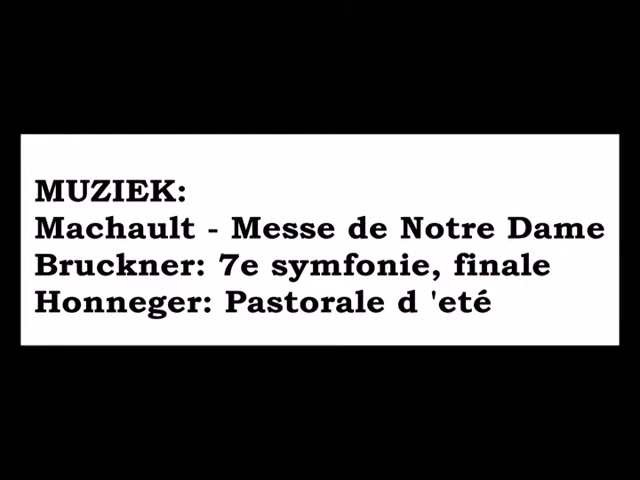 MUZIEK:
Machault - Messe de Notre Dame
Bruckner: 7e symfonie, finale
Honneger: Pastorale d 'eté